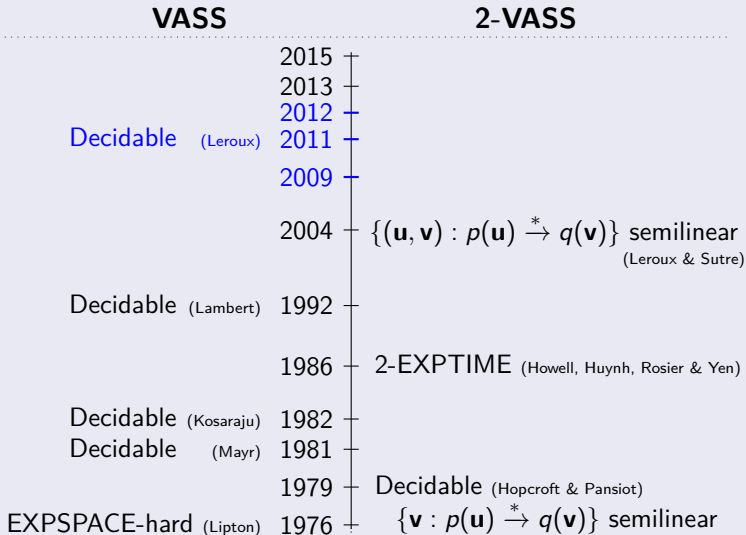 VASS 2-VASS
2015
2013
2012
Decidable (Leroux) 2011
2009
2004 {(u, v) : p(u) →* q(v)} semilinear
(Leroux & Sutre)
Decidable (Lambert) 1992
1986 2-EXPTIME (Howell, Huynh, Rosier & Yen)
Decidable (Kosaraju) 1982
Decidable (Mayr) 1981
1979 Decidable (Hopcroft & Pansiot)
EXPSPACE-hard (Lipton) 1976 {v : p(u) →* q(v)} semilinear